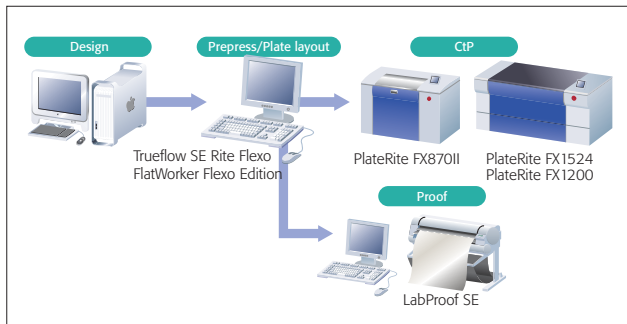 Design
Prepress/Plate layout
CtP
Trueflow SE Rite Flexo
FlatWorker Flexo Edition
PlateRite FX870II
PlateRite FX1524
PlateRite FX1200
Proof
LabProof SE